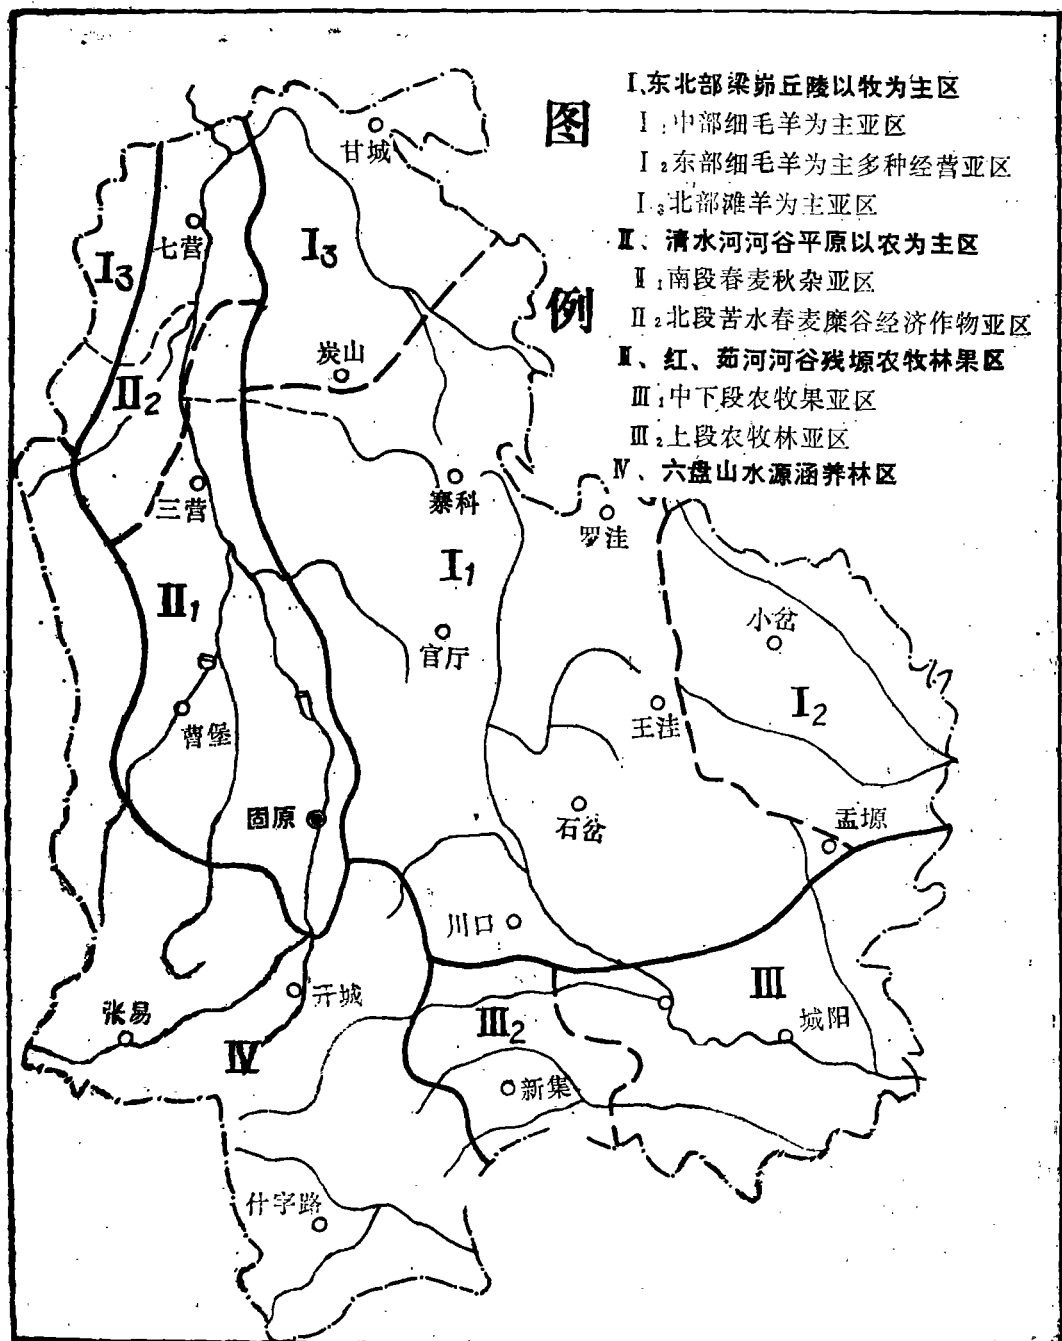 图例
Ⅰ、东北部梁峁丘陵以牧为主区
Ⅰ₁中部细毛羊为主亚区
Ⅰ₂东部细毛羊为主多种经营亚区
Ⅰ₃北部滩羊为主亚区
Ⅱ、清水河河谷平原以农为主区
Ⅱ₁南段春麦秋杂亚区
Ⅱ₂北段苦水春麦糜谷经济作物亚区
Ⅲ、红、茹河河谷残塬农牧林果区
Ⅲ₁中下段农牧果亚区
Ⅲ₂上段农牧林亚区
Ⅳ、六盘山水源涵养林区
甘城
七营
Ⅰ₃
Ⅰ₃
炭山
Ⅱ₂
三营
寨科
罗洼
Ⅰ₁
Ⅱ₁
官厅
小岔
Ⅰ₂
王洼
曹堡
固原
石岔
孟塬
川口
张易
开城
Ⅲ
Ⅲ₂
城阳
Ⅳ
新集
什字路